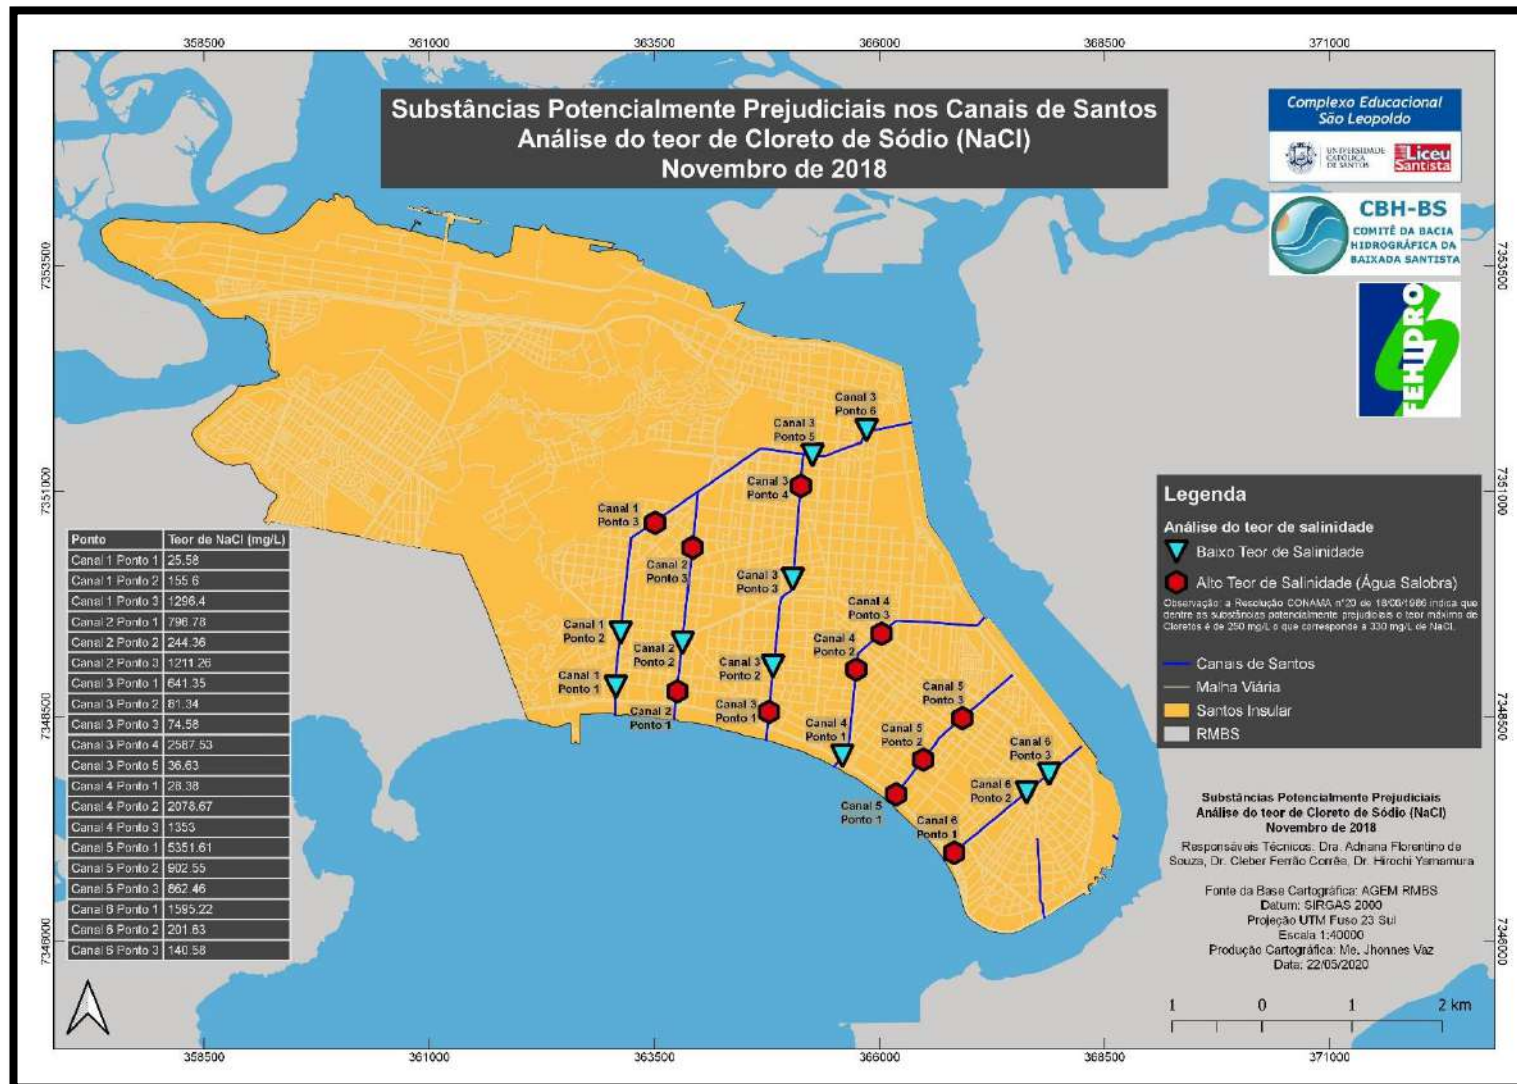 358500 361000 363500 366000 368500 371000
Substâncias Potencialmente Prejudiciais nos Canais de Santos
Análise do teor de Cloreto de Sódio (NaCl)
Novembro de 2018
Complexo Educacional
São Leopoldo
UNIVERSIDADE
CATÓLICA
DE SANTOS
Liceu
Santista
CBH-BS
COMITÊ DA BACIA
HIDROGRÁFICA DA
BAIXADA SANTISTA
FEHIPRO
7353500
7351000
7348500
7346000
7353500
7351000
7348500
7346000
Canal 3
Ponto 6
Canal 3
Ponto 5
Canal 3
Ponto 4
Canal 1
Ponto 3
Canal 2
Ponto 3
Canal 3
Ponto 3
Canal 4
Ponto 3
Canal 1
Ponto 2
Canal 2
Ponto 2
Canal 4
Ponto 2
Canal 3
Ponto 2
Canal 1
Ponto 1
Canal 5
Ponto 3
Canal 2
Ponto 1
Canal 3
Ponto 1
Canal 4
Ponto 1
Canal 5
Ponto 2
Canal 6
Ponto 3
Canal 6
Ponto 2
Canal 5
Ponto 1
Canal 6
Ponto 1
Ponto Teor de NaCl (mg/L)
Canal 1 Ponto 1 25.58
Canal 1 Ponto 2 155.6
Canal 1 Ponto 3 1296.4
Canal 2 Ponto 1 796.78
Canal 2 Ponto 2 244.36
Canal 2 Ponto 3 1211.26
Canal 3 Ponto 1 641.35
Canal 3 Ponto 2 81.34
Canal 3 Ponto 3 74.58
Canal 3 Ponto 4 2587.53
Canal 3 Ponto 5 36.63
Canal 4 Ponto 1 28.38
Canal 4 Ponto 2 2078.67
Canal 4 Ponto 3 1353
Canal 5 Ponto 1 5351.61
Canal 5 Ponto 2 902.55
Canal 5 Ponto 3 862.46
Canal 6 Ponto 1 1595.22
Canal 6 Ponto 2 201.63
Canal 6 Ponto 3 140.58
Legenda
Análise do teor de salinidade
Baixo Teor de Salinidade
Alto Teor de Salinidade (Água Salobra)
Observação: a Resolução CONAMA nº20 de 18/06/1986 indica que
dentre as substâncias potencialmente prejudiciais o teor máximo de
Cloretos é de 250 mg/L o que corresponde a 330 mg/L de NaCl.
Canais de Santos
Malha Viária
Santos Insular
RMBS
Substâncias Potencialmente Prejudiciais
Análise do teor de Cloreto de Sódio (NaCl)
Novembro de 2018
Responsáveis Técnicos: Dra. Adriana Florentino de
Souza, Dr. Cleber Ferrão Corrêa, Dr. Hirochi Yamamura
Fonte da Base Cartográfica: AGEM RMBS
Datum: SIRGAS 2000
Projeção UTM Fuso 23 Sul
Escala 1:40000
Produção Cartográfica: Me. Jhonnes Vaz
Data: 22/05/2020
1 0 1 2 km
358500 361000 363500 366000 368500 371000